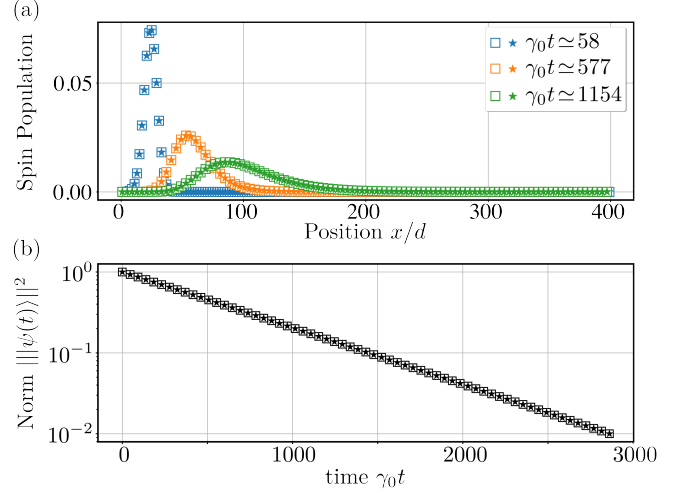 (a)
Spin Population
0.05
0.00
γ₀t≃58
γ₀t≃577
γ₀t≃1154
0 100 200 300 400
Position x/d
(b)
Norm |||ψ(t)⟩||²
10⁰
10⁻¹
10⁻²
0 1000 2000 3000
time γ₀t